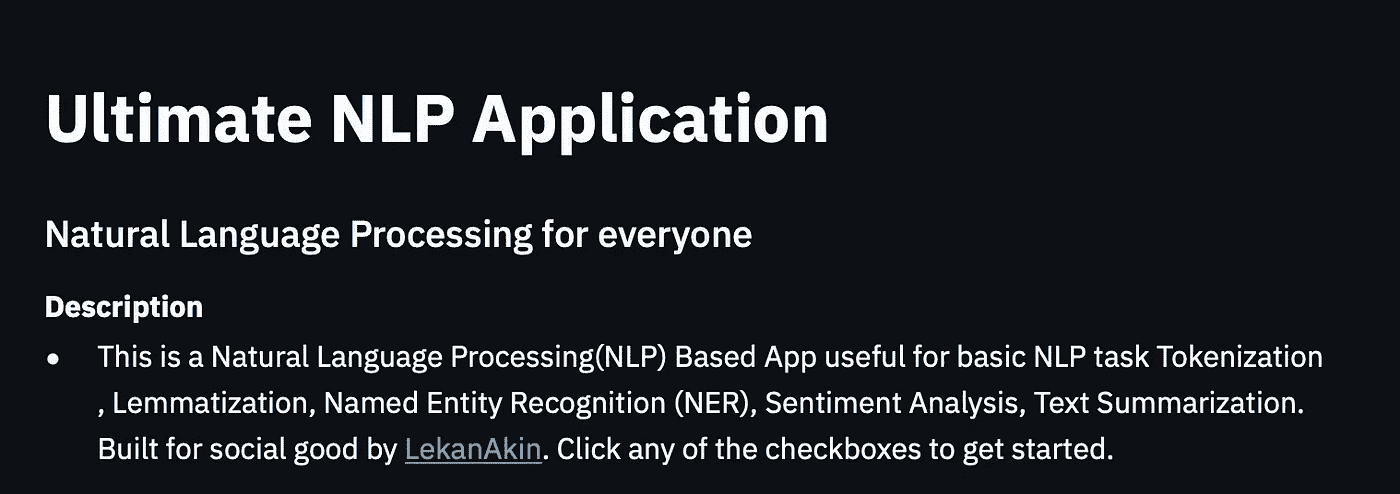 Ultimate NLP Application
Natural Language Processing for everyone
Description
• This is a Natural Language Processing(NLP) Based App useful for basic NLP task Tokenization
, Lemmatization, Named Entity Recognition (NER), Sentiment Analysis, Text Summarization.
Built for social good by LekanAkin. Click any of the checkboxes to get started.